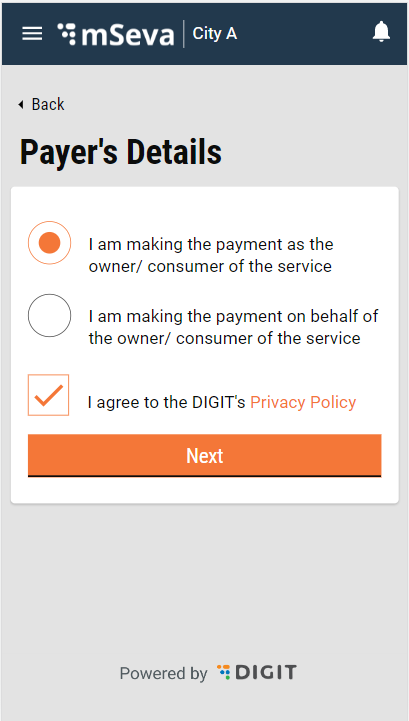 mSeva City A
Back
Payer's Details
I am making the payment as the
owner/ consumer of the service
I am making the payment on behalf of
the owner/ consumer of the service
I agree to the DIGIT's Privacy Policy
Next
Powered by DIGIT